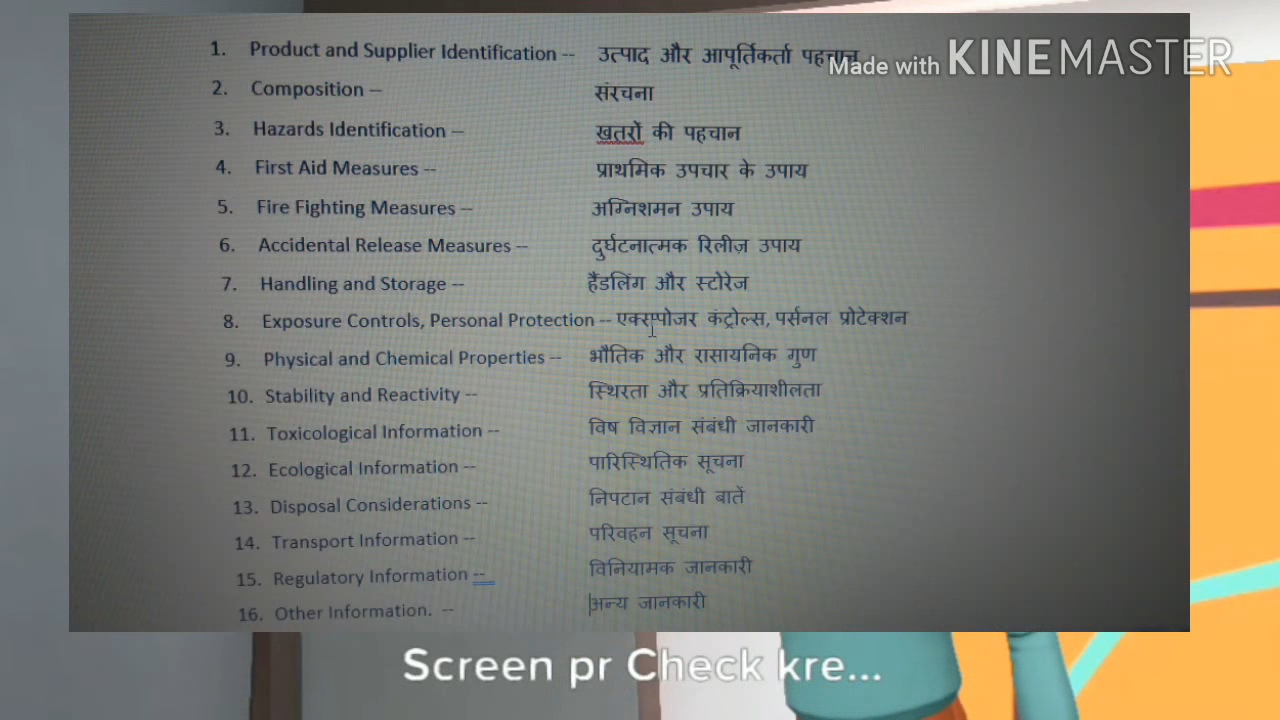 1. Product and Supplier Identification -- उत्पाद और आपूर्तिकर्ता पहचान
Made with KINEMASTER
2. Composition – संरचना
3. Hazards Identification – खतरों की पहचान
4. First Aid Measures -- प्राथमिक उपचार के उपाय
5. Fire Fighting Measures – अग्निशमन उपाय
6. Accidental Release Measures – दुर्घटनात्मक रिलीज़ उपाय
7. Handling and Storage -- हैंडलिंग और स्टोरेज
8. Exposure Controls, Personal Protection -- एक्सपोजर कंट्रोल्स, पर्सनल प्रोटेक्शन
9. Physical and Chemical Properties -- भौतिक और रासायनिक गुण
10. Stability and Reactivity -- स्थिरता और प्रतिक्रियाशीलता
11. Toxicological Information -- विष विज्ञान संबंधी जानकारी
12. Ecological Information -- पारिस्थितिक सूचना
13. Disposal Considerations -- निपटान संबंधी बातें
14. Transport Information -- परिवहन सूचना
15. Regulatory Information -- विनियामक जानकारी
16. Other Information. -- अन्य जानकारी
Screen pr Check kre...